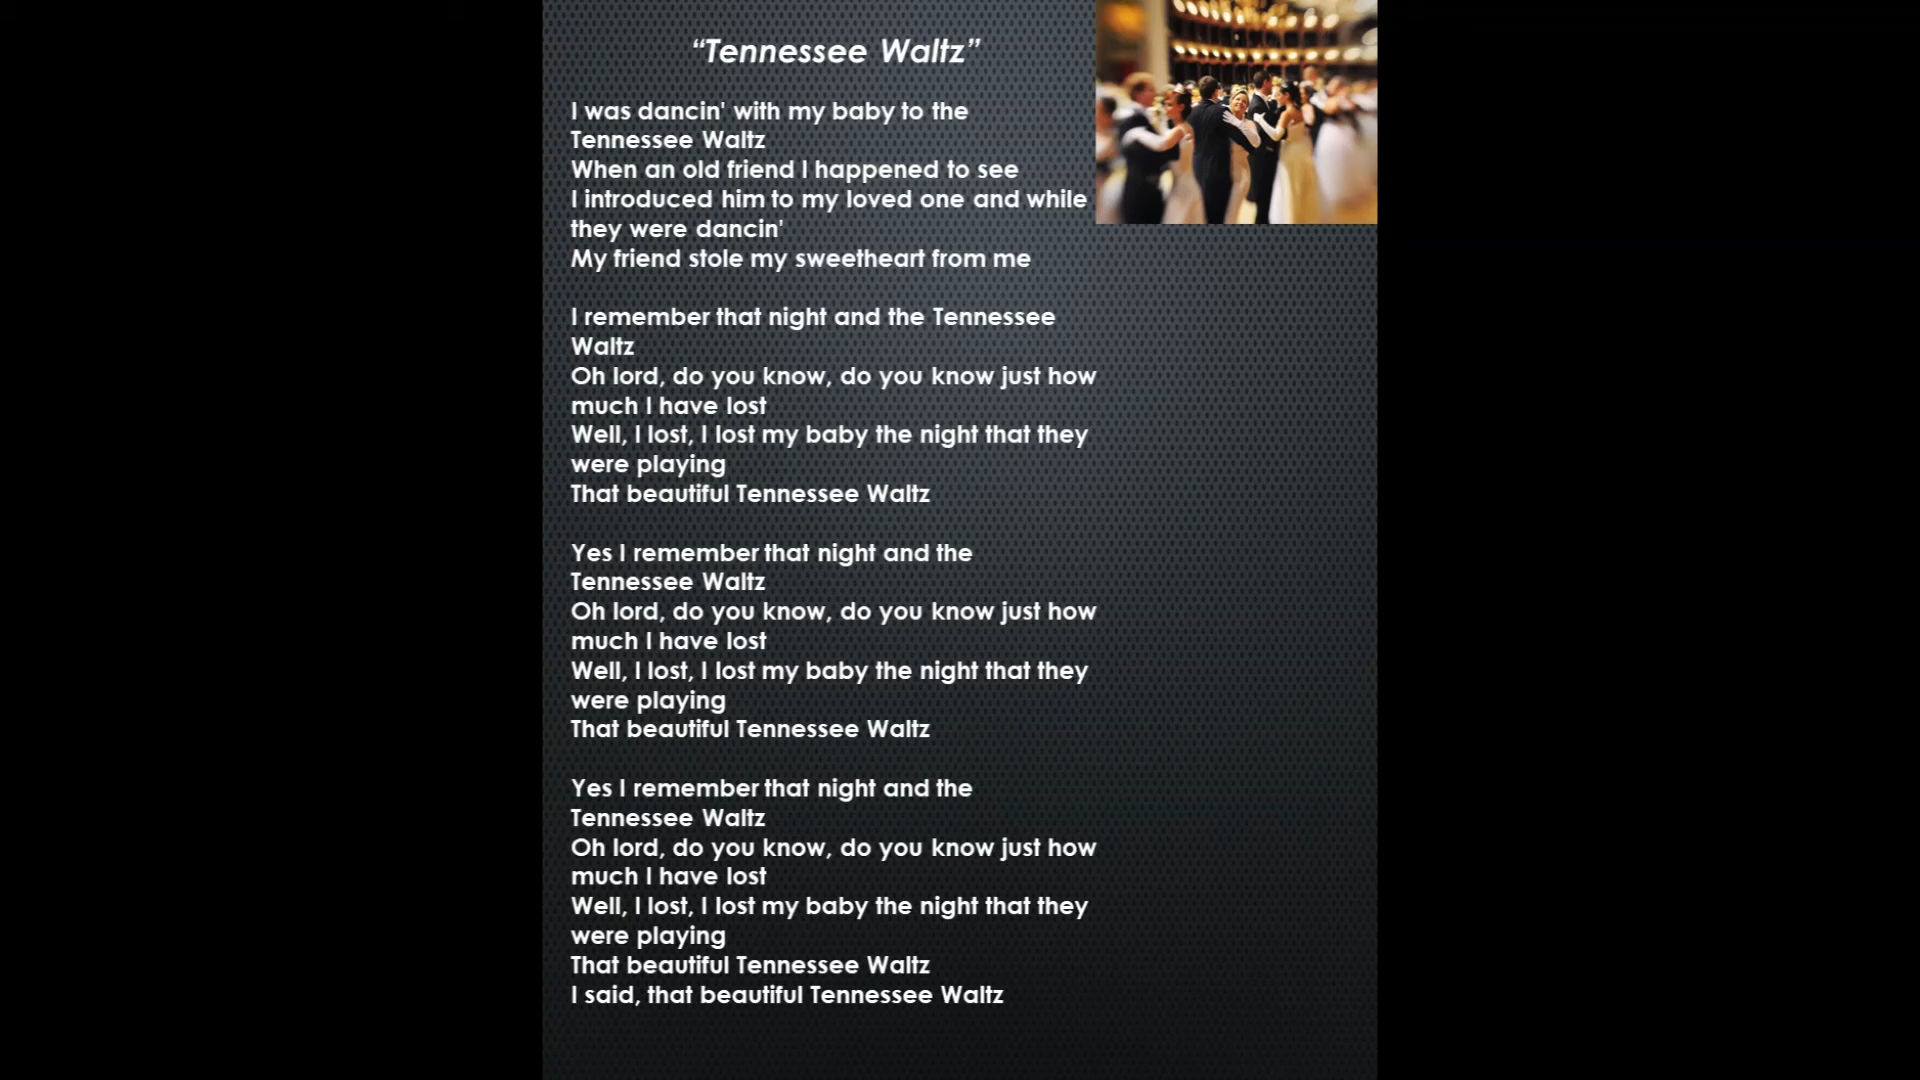 “Tennessee Waltz”
I was dancin' with my baby to the
Tennessee Waltz
When an old friend I happened to see
I introduced him to my loved one and while
they were dancin'
My friend stole my sweetheart from me
I remember that night and the Tennessee
Waltz
Oh lord, do you know, do you know just how
much I have lost
Well, I lost, I lost my baby the night that they
were playing
That beautiful Tennessee Waltz
Yes I remember that night and the
Tennessee Waltz
Oh lord, do you know, do you know just how
much I have lost
Well, I lost, I lost my baby the night that they
were playing
That beautiful Tennessee Waltz
Yes I remember that night and the
Tennessee Waltz
Oh lord, do you know, do you know just how
much I have lost
Well, I lost, I lost my baby the night that they
were playing
That beautiful Tennessee Waltz
I said, that beautiful Tennessee Waltz